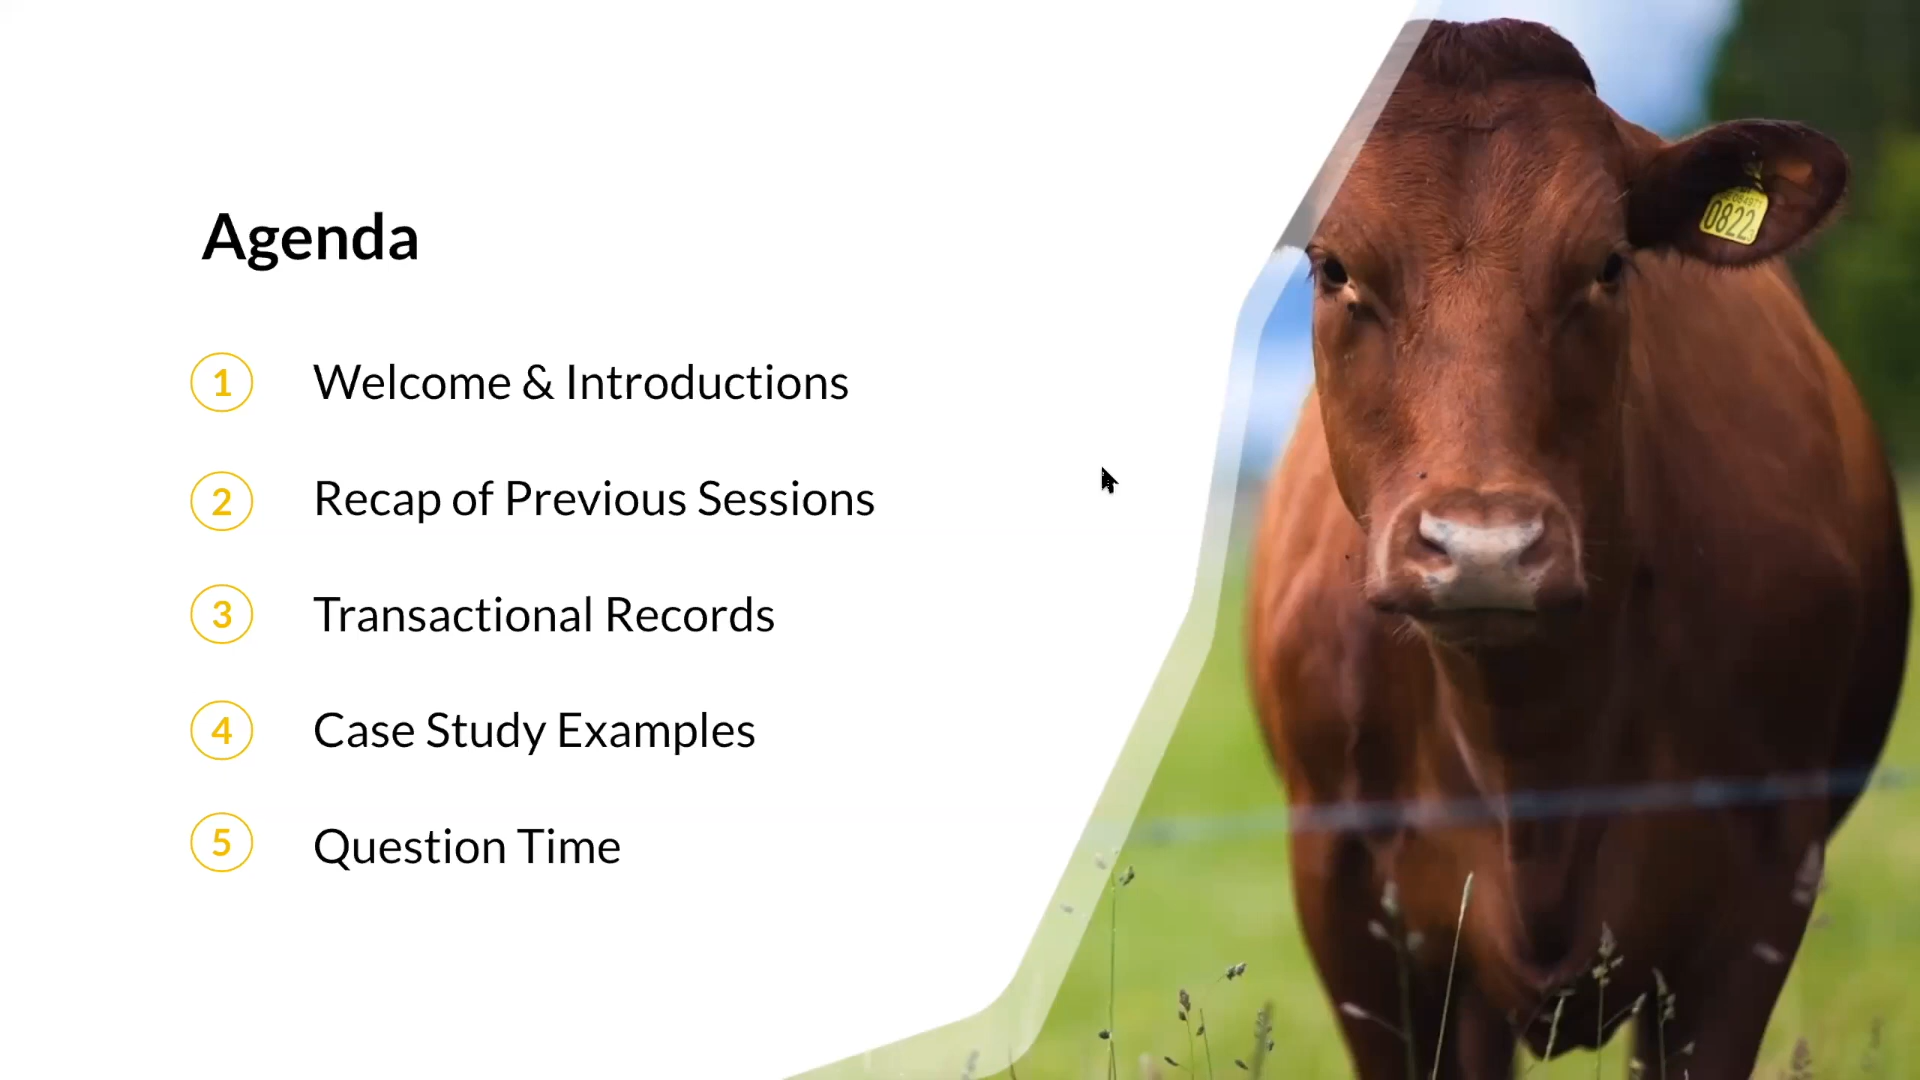 Agenda
1 Welcome & Introductions
2 Recap of Previous Sessions
3 Transactional Records
4 Case Study Examples
5 Question Time
0822